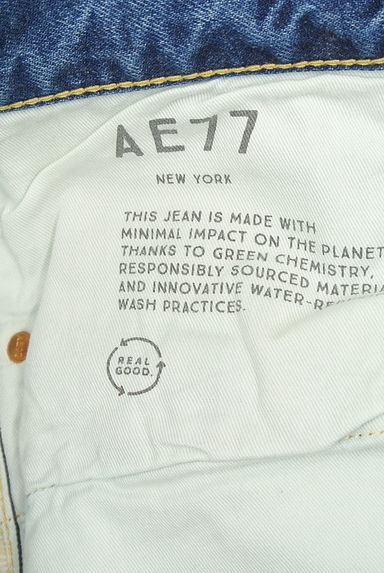 AE77
NEW YORK
THIS JEAN IS MADE WITH
MINIMAL IMPACT ON THE PLANET
THANKS TO GREEN CHEMISTRY,
RESPONSIBLY SOURCED
AND INNOVATIVE
WASH PRACTICES.
REAL
GOOD.